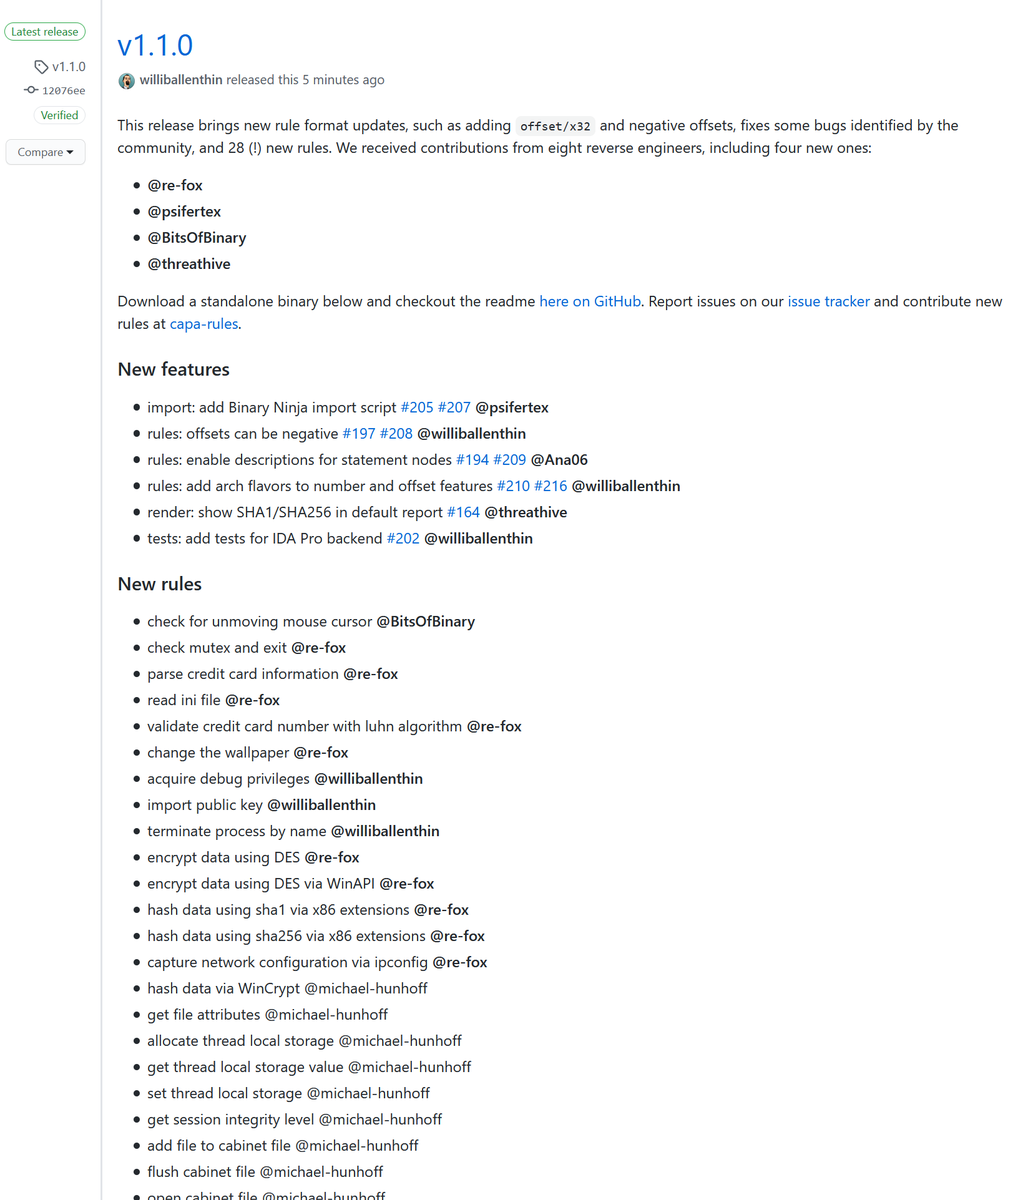 Latest release
v1.1.0
12076ee
Verified
Compare
v1.1.0
williballenthin released this 5 minutes ago
This release brings new rule format updates, such as adding offset/x32 and negative offsets, fixes some bugs identified by the
community, and 28 (!) new rules. We received contributions from eight reverse engineers, including four new ones:
@re-fox
@psifertex
@BitsOfBinary
@threathive
Download a standalone binary below and checkout the readme here on GitHub. Report issues on our issue tracker and contribute new
rules at capa-rules.
New features
import: add Binary Ninja import script #205 #207 @psifertex
rules: offsets can be negative #197 #208 @williballenthin
rules: enable descriptions for statement nodes #194 #209 @Ana06
rules: add arch flavors to number and offset features #210 #216 @williballenthin
render: show SHA1/SHA256 in default report #164 @threathive
tests: add tests for IDA Pro backend #202 @williballenthin
New rules
check for unmoving mouse cursor @BitsOfBinary
check mutex and exit @re-fox
parse credit card information @re-fox
read ini file @re-fox
validate credit card number with luhn algorithm @re-fox
change the wallpaper @re-fox
acquire debug privileges @williballenthin
import public key @williballenthin
terminate process by name @williballenthin
encrypt data using DES @re-fox
encrypt data using DES via WinAPI @re-fox
hash data using sha1 via x86 extensions @re-fox
hash data using sha256 via x86 extensions @re-fox
capture network configuration via ipconfig @re-fox
hash data via WinCrypt @michael-hunhoff
get file attributes @michael-hunhoff
allocate thread local storage @michael-hunhoff
get thread local storage value @michael-hunhoff
set thread local storage @michael-hunhoff
get session integrity level @michael-hunhoff
add file to cabinet file @michael-hunhoff
flush cabinet file @michael-hunhoff
open cabinet file @michael-hunhoff